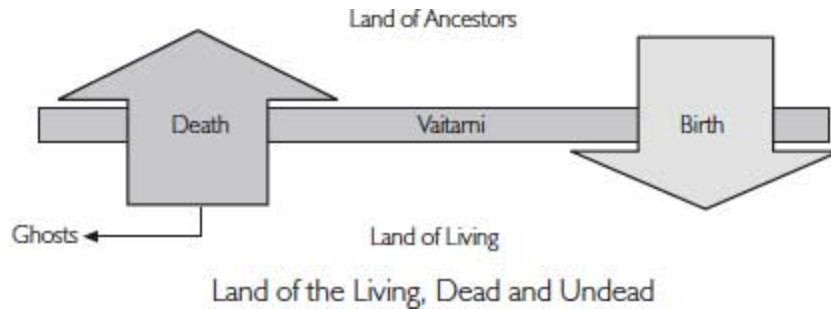 Land of Ancestors
Death
Vaitarni
Birth
Ghosts
Land of Living
Land of the Living, Dead and Undead